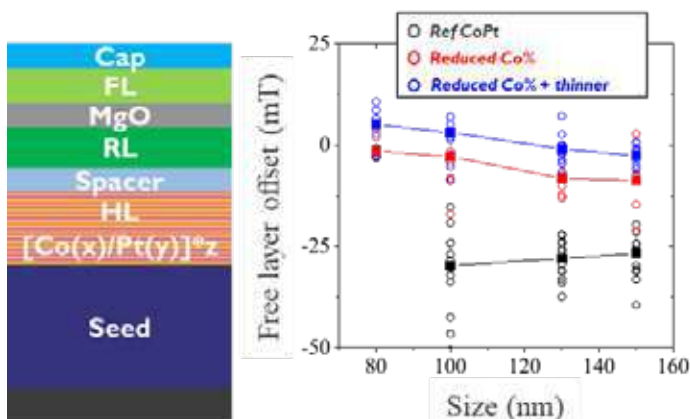 Cap
FL
MgO
RL
Spacer
HL
[Co(x)/Pt(y)]*z
Seed
Free layer offset (mT)
25
0
-25
-50
80
100
120
140
160
Size (nm)
Ref CoPt
Reduced Co%
Reduced Co% + thinner